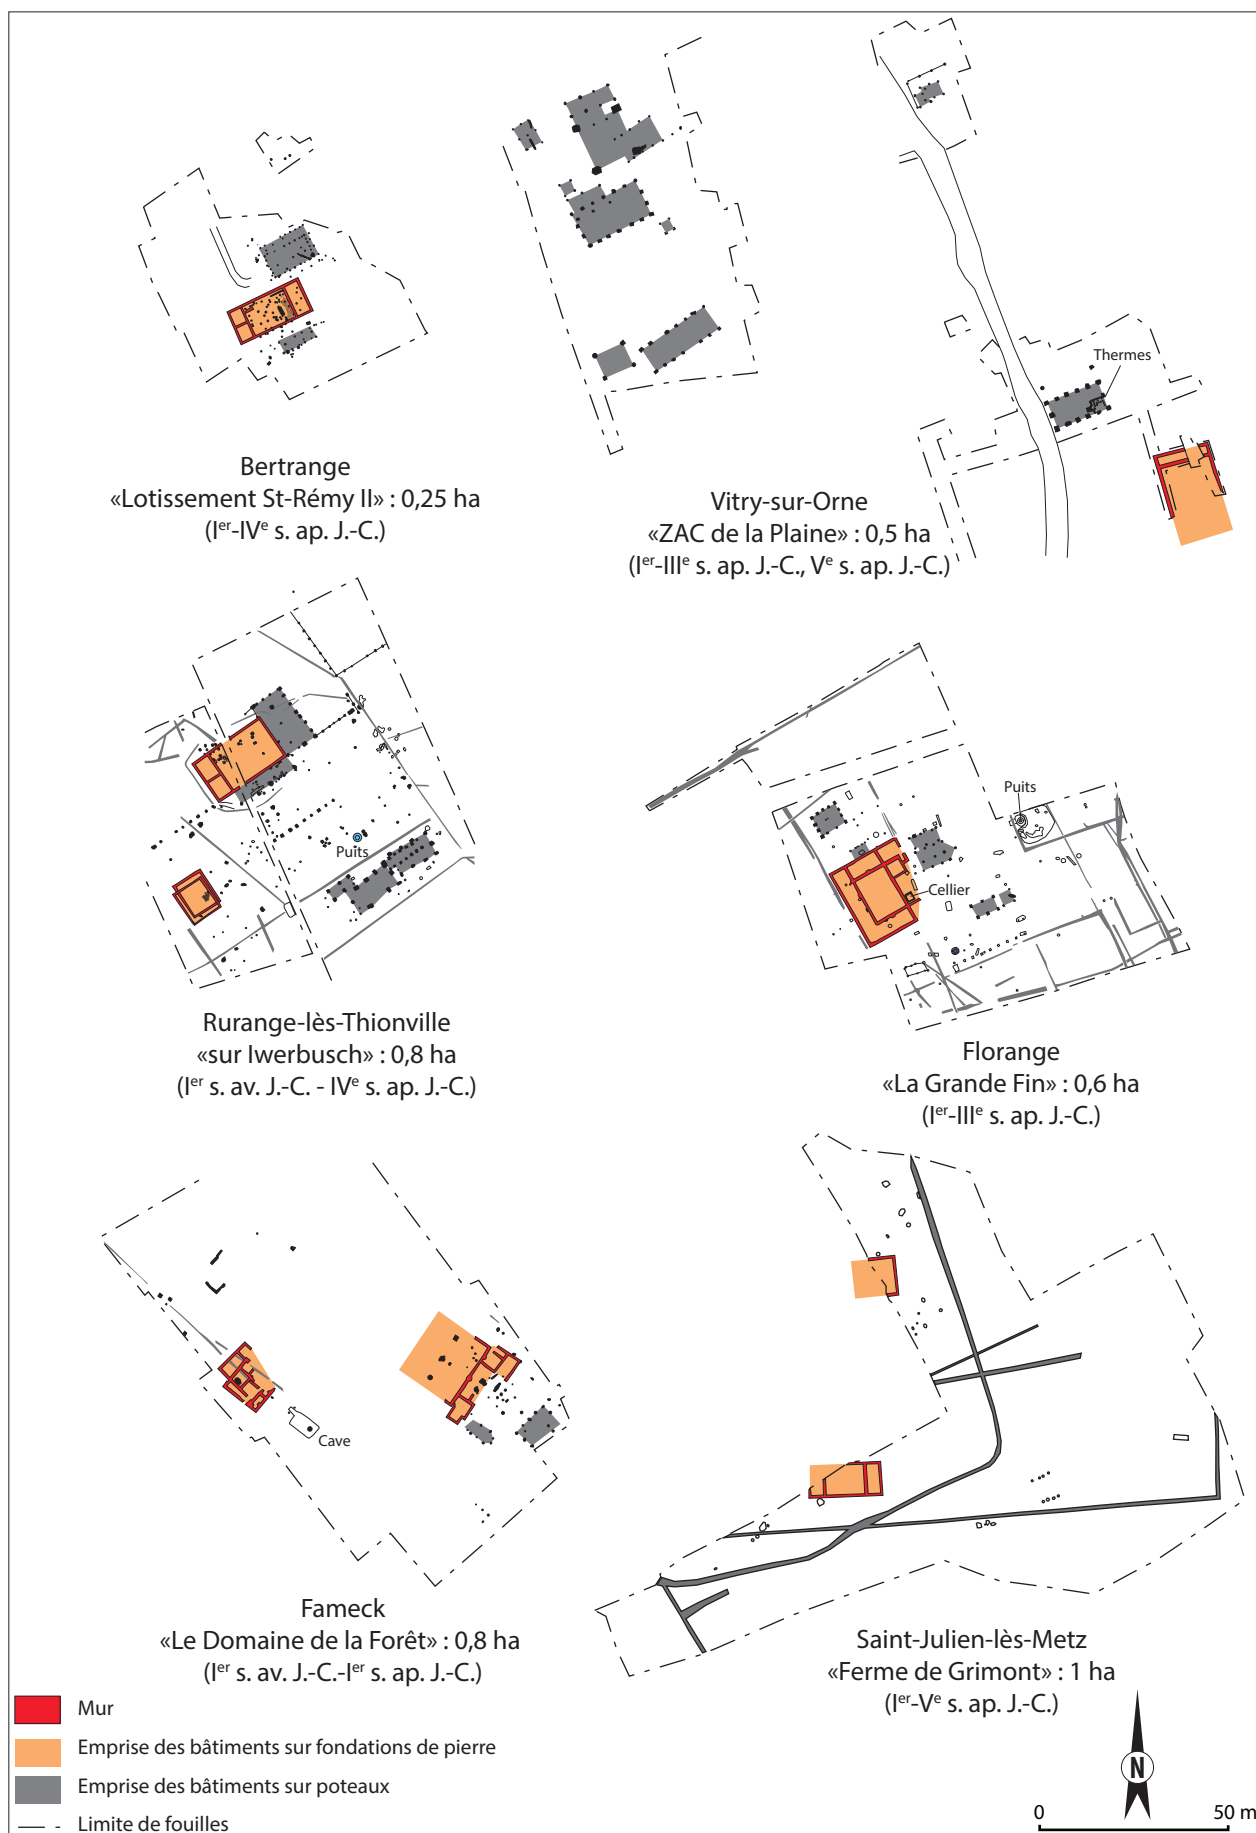 Thermes
Bertrange
«Lotissement St-Rémy II» : 0,25 ha
(Ier-IVe s. ap. J.-C.)
Vitry-sur-Orne
«ZAC de la Plaine» : 0,5 ha
(Ier-IIIe s. ap. J.-C., Ve s. ap. J.-C.)
Puits
Rurange-lès-Thionville
«sur Iwerbusch» : 0,8 ha
(Ier s. av. J.-C. - IVe s. ap. J.-C.)
Puits
Cellier
Florange
«La Grande Fin» : 0,6 ha
(Ier-IIIe s. ap. J.-C.)
Cave
Fameck
«Le Domaine de la Forêt» : 0,8 ha
(Ier s. av. J.-C.-Ier s. ap. J.-C.)
Saint-Julien-lès-Metz
«Ferme de Grimont» : 1 ha
(Ier-Ve s. ap. J.-C.)
Mur
Emprise des bâtiments sur fondations de pierre
Emprise des bâtiments sur poteaux
Limite de fouilles
N
0 50 m